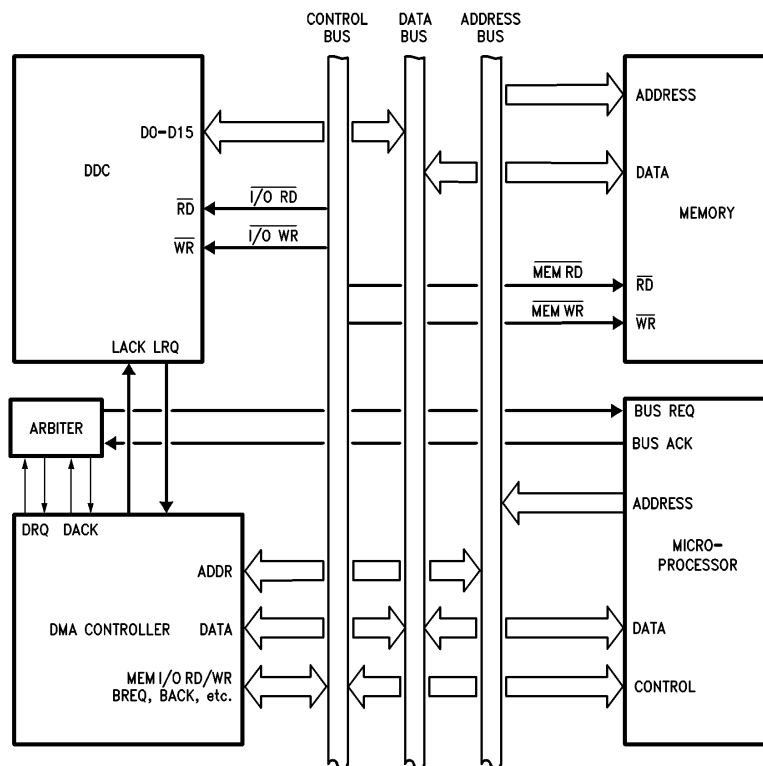 CONTROL BUS
DATA BUS
ADDRESS BUS
DDC
D0-D15
RD
WR
LACK LRQ
I/O RD
I/O WR
MEM RD
MEM WR
ADDRESS
DATA
MEMORY
RD
WR
ARBITER
DRQ DACK
BUS REQ
BUS ACK
ADDRESS
MICRO-
PROCESSOR
DATA
CONTROL
ADDR
DMA CONTROLLER
DATA
MEM I/O RD/WR
BREQ, BACK, etc.